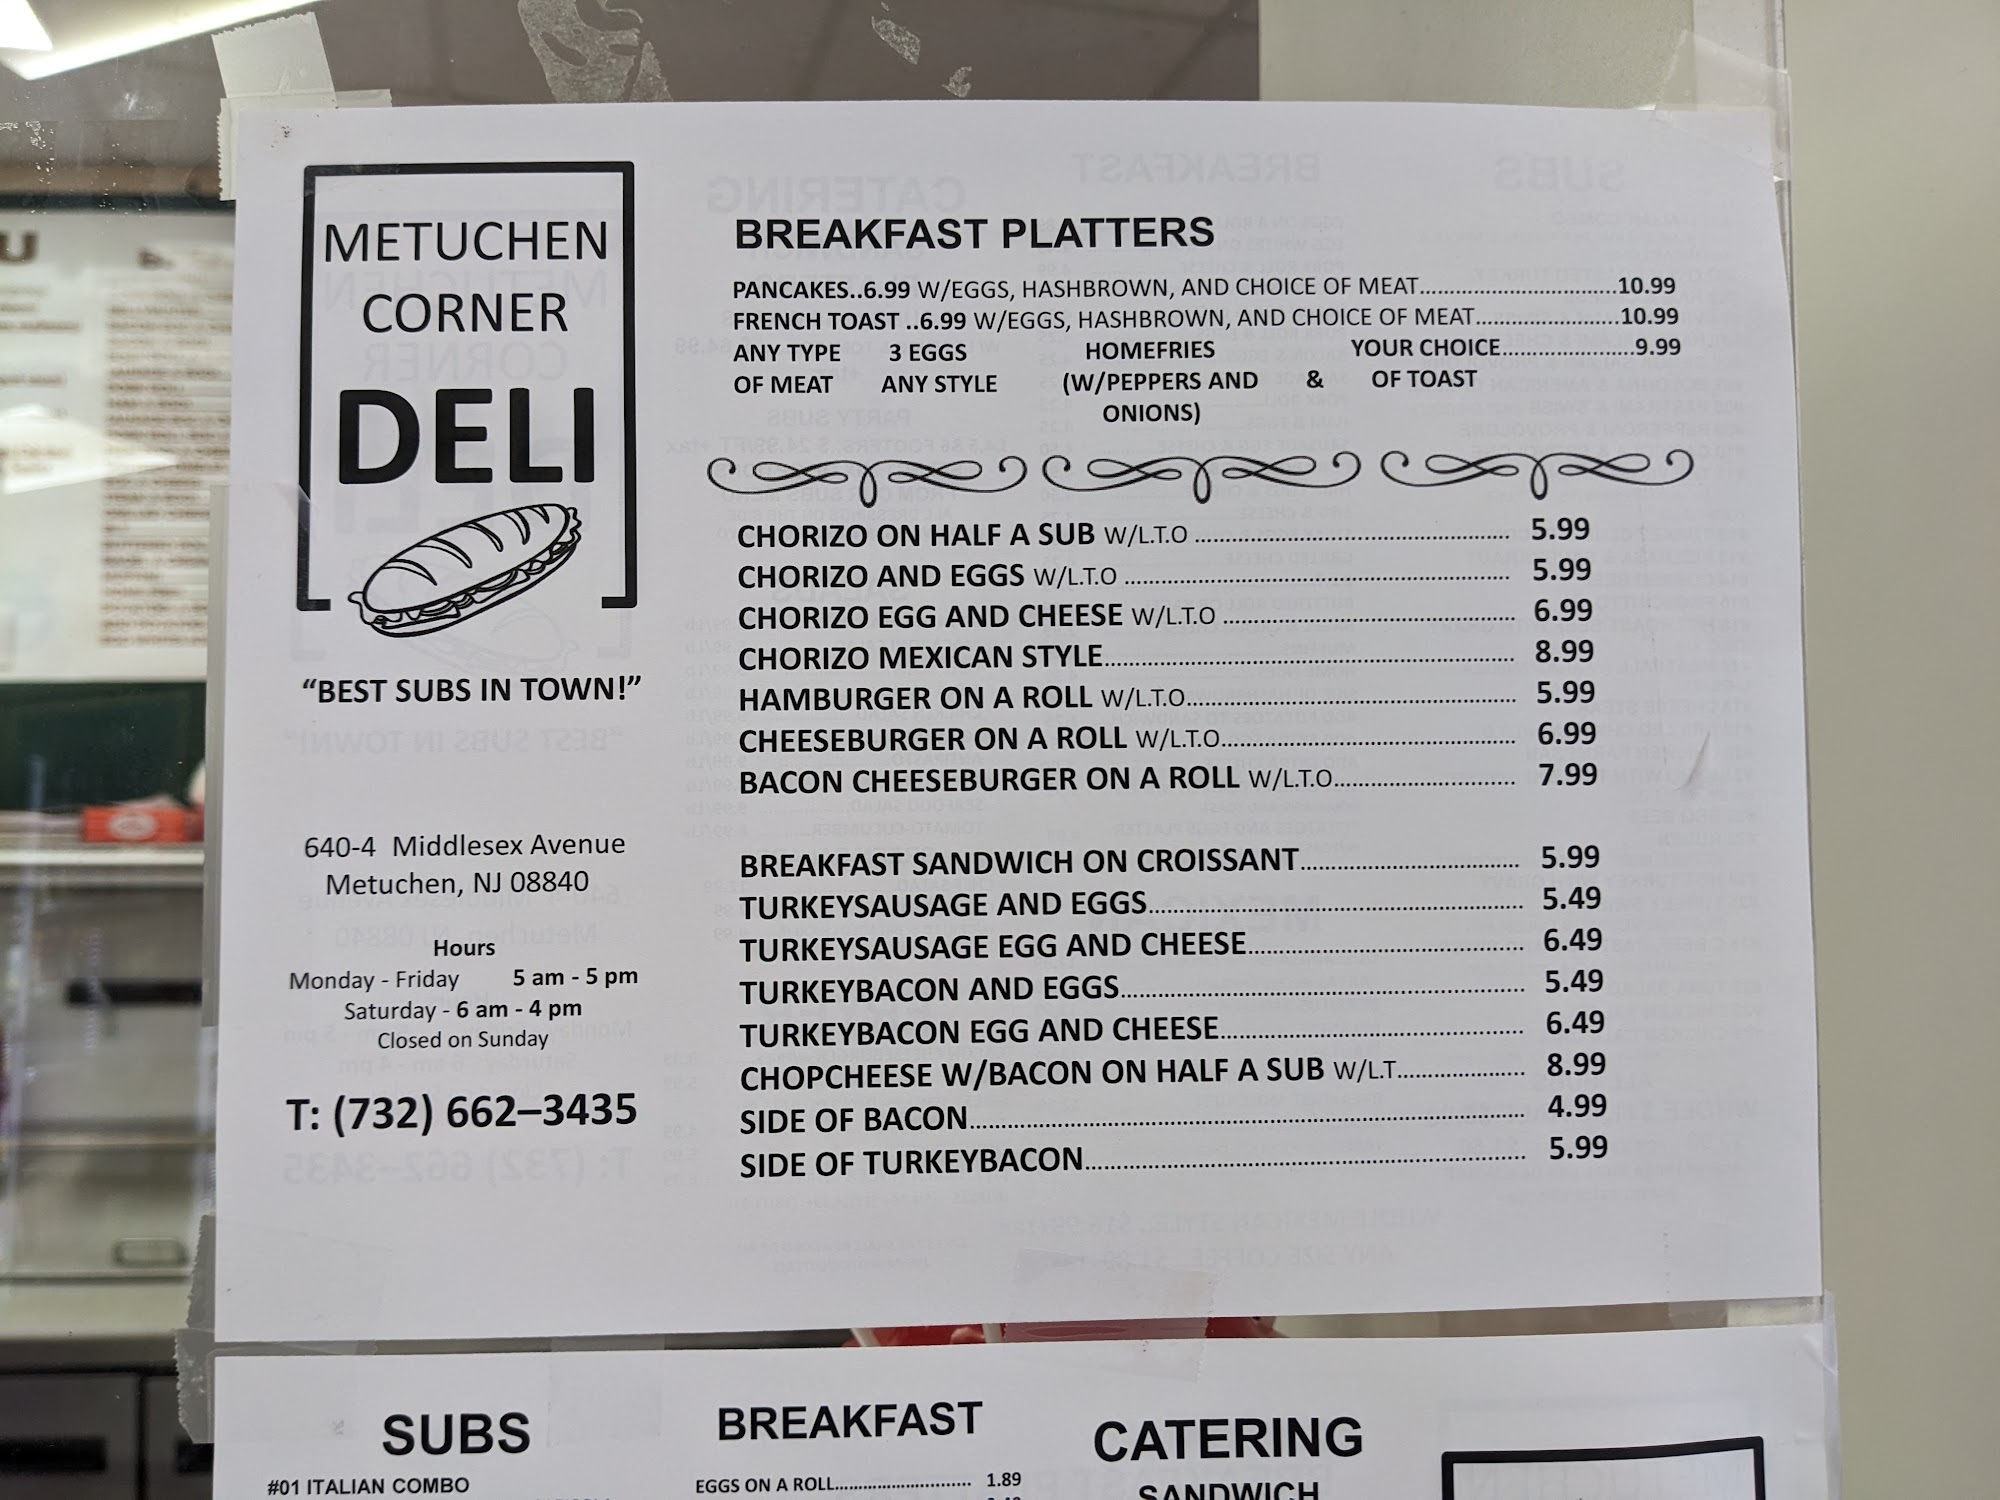 METUCHEN
CORNER
DELI
"BEST SUBS IN TOWN!"
640-4 Middlesex Avenue
Metuchen, NJ 08840
Hours
Monday - Friday 5 am - 5 pm
Saturday - 6 am - 4 pm
Closed on Sunday
T: (732) 662–3435
BREAKFAST PLATTERS
PANCAKES..6.99 W/EGGS, HASHBROWN, AND CHOICE OF MEAT..........10.99
FRENCH TOAST ..6.99 W/EGGS, HASHBROWN, AND CHOICE OF MEAT..........10.99
ANY TYPE 3 EGGS HOMEFRIES YOUR CHOICE..........9.99
OF MEAT ANY STYLE (W/PEPPERS AND & OF TOAST
ONIONS)
CHORIZO ON HALF A SUB W/L.T.O.......... 5.99
CHORIZO AND EGGS W/L.T.O .......... 5.99
CHORIZO EGG AND CHEESE W/L.T.O .......... 6.99
CHORIZO MEXICAN STYLE.......... 8.99
HAMBURGER ON A ROLL W/L.T.O.......... 5.99
CHEESEBURGER ON A ROLL W/L.T.O.......... 6.99
BACON CHEESEBURGER ON A ROLL W/L.T.O.......... 7.99
BREAKFAST SANDWICH ON CROISSANT.......... 5.99
TURKEYSAUSAGE AND EGGS.......... 5.49
TURKEYSAUSAGE EGG AND CHEESE.......... 6.49
TURKEYBACON AND EGGS.......... 5.49
TURKEYBACON EGG AND CHEESE.......... 6.49
CHOPCHEESE W/BACON ON HALF A SUB W/L.T.......... 8.99
SIDE OF BACON.......... 4.99
SIDE OF TURKEYBACON.......... 5.99
SUBS
#01 ITALIAN COMBO
BREAKFAST
EGGS ON A ROLL.......... 1.89
CATERING
SANDWICH